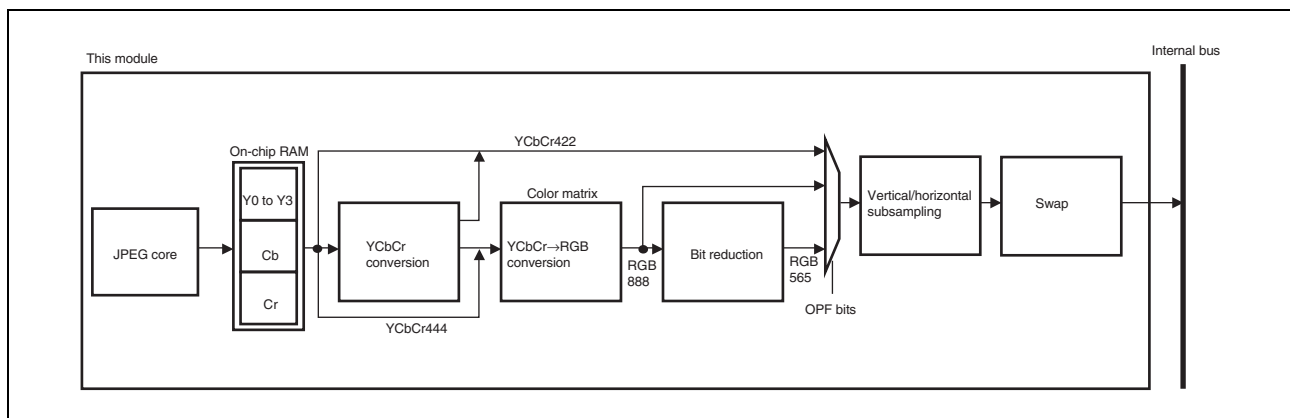 This module
Internal bus
YCbCr422
On-chip RAM
Color matrix
Y0 to Y3
Cb
Cr
JPEG core
YCbCr
conversion
YCbCr→RGB
conversion
RGB
888
Bit reduction
RGB
565
Vertical/horizontal
subsampling
Swap
OPF bits
YCbCr444